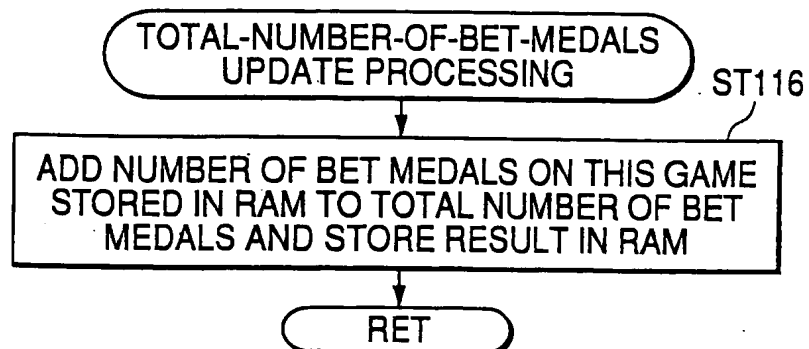 TOTAL-NUMBER-OF-BET-MEDALS
UPDATE PROCESSING
ST116
ADD NUMBER OF BET MEDALS ON THIS GAME
STORED IN RAM TO TOTAL NUMBER OF BET
MEDALS AND STORE RESULT IN RAM
RET